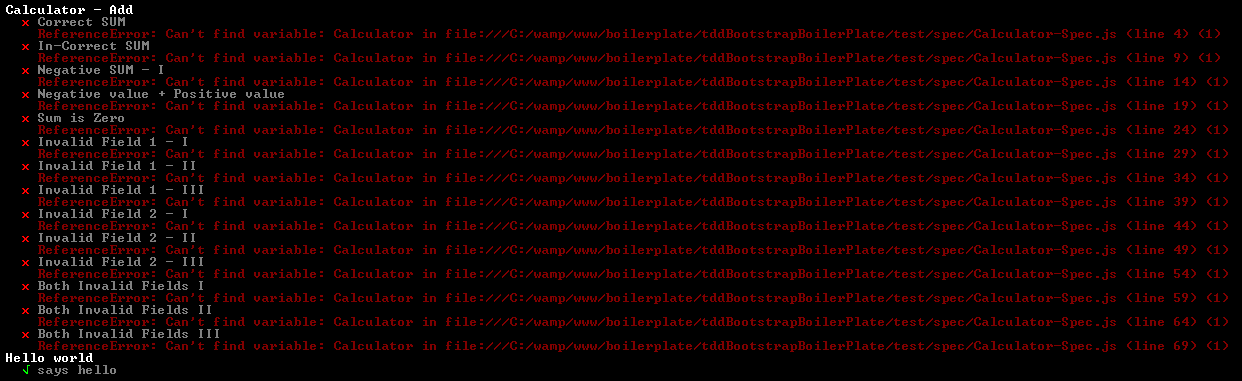 Calculator - Add
x Correct SUM
ReferenceError: Can't find variable: Calculator in file:///C:/wamp/www/boilerplate/tddBootstrapBoilerPlate/test/spec/Calculator-Spec.js (line 4) (1)
x In-Correct SUM
ReferenceError: Can't find variable: Calculator in file:///C:/wamp/www/boilerplate/tddBootstrapBoilerPlate/test/spec/Calculator-Spec.js (line 9) (1)
x Negative SUM - I
ReferenceError: Can't find variable: Calculator in file:///C:/wamp/www/boilerplate/tddBootstrapBoilerPlate/test/spec/Calculator-Spec.js (line 14) (1)
x Negative value + Positive value
ReferenceError: Can't find variable: Calculator in file:///C:/wamp/www/boilerplate/tddBootstrapBoilerPlate/test/spec/Calculator-Spec.js (line 19) (1)
x Sum is Zero
ReferenceError: Can't find variable: Calculator in file:///C:/wamp/www/boilerplate/tddBootstrapBoilerPlate/test/spec/Calculator-Spec.js (line 24) (1)
x Invalid Field 1 - I
ReferenceError: Can't find variable: Calculator in file:///C:/wamp/www/boilerplate/tddBootstrapBoilerPlate/test/spec/Calculator-Spec.js (line 29) (1)
x Invalid Field 1 - II
ReferenceError: Can't find variable: Calculator in file:///C:/wamp/www/boilerplate/tddBootstrapBoilerPlate/test/spec/Calculator-Spec.js (line 34) (1)
x Invalid Field 1 - III
ReferenceError: Can't find variable: Calculator in file:///C:/wamp/www/boilerplate/tddBootstrapBoilerPlate/test/spec/Calculator-Spec.js (line 39) (1)
x Invalid Field 2 - I
ReferenceError: Can't find variable: Calculator in file:///C:/wamp/www/boilerplate/tddBootstrapBoilerPlate/test/spec/Calculator-Spec.js (line 44) (1)
x Invalid Field 2 - II
ReferenceError: Can't find variable: Calculator in file:///C:/wamp/www/boilerplate/tddBootstrapBoilerPlate/test/spec/Calculator-Spec.js (line 49) (1)
x Invalid Field 2 - III
ReferenceError: Can't find variable: Calculator in file:///C:/wamp/www/boilerplate/tddBootstrapBoilerPlate/test/spec/Calculator-Spec.js (line 54) (1)
x Both Invalid Fields I
ReferenceError: Can't find variable: Calculator in file:///C:/wamp/www/boilerplate/tddBootstrapBoilerPlate/test/spec/Calculator-Spec.js (line 59) (1)
x Both Invalid Fields II
ReferenceError: Can't find variable: Calculator in file:///C:/wamp/www/boilerplate/tddBootstrapBoilerPlate/test/spec/Calculator-Spec.js (line 64) (1)
x Both Invalid Fields III
ReferenceError: Can't find variable: Calculator in file:///C:/wamp/www/boilerplate/tddBootstrapBoilerPlate/test/spec/Calculator-Spec.js (line 69) (1)
Hello world
√ says hello